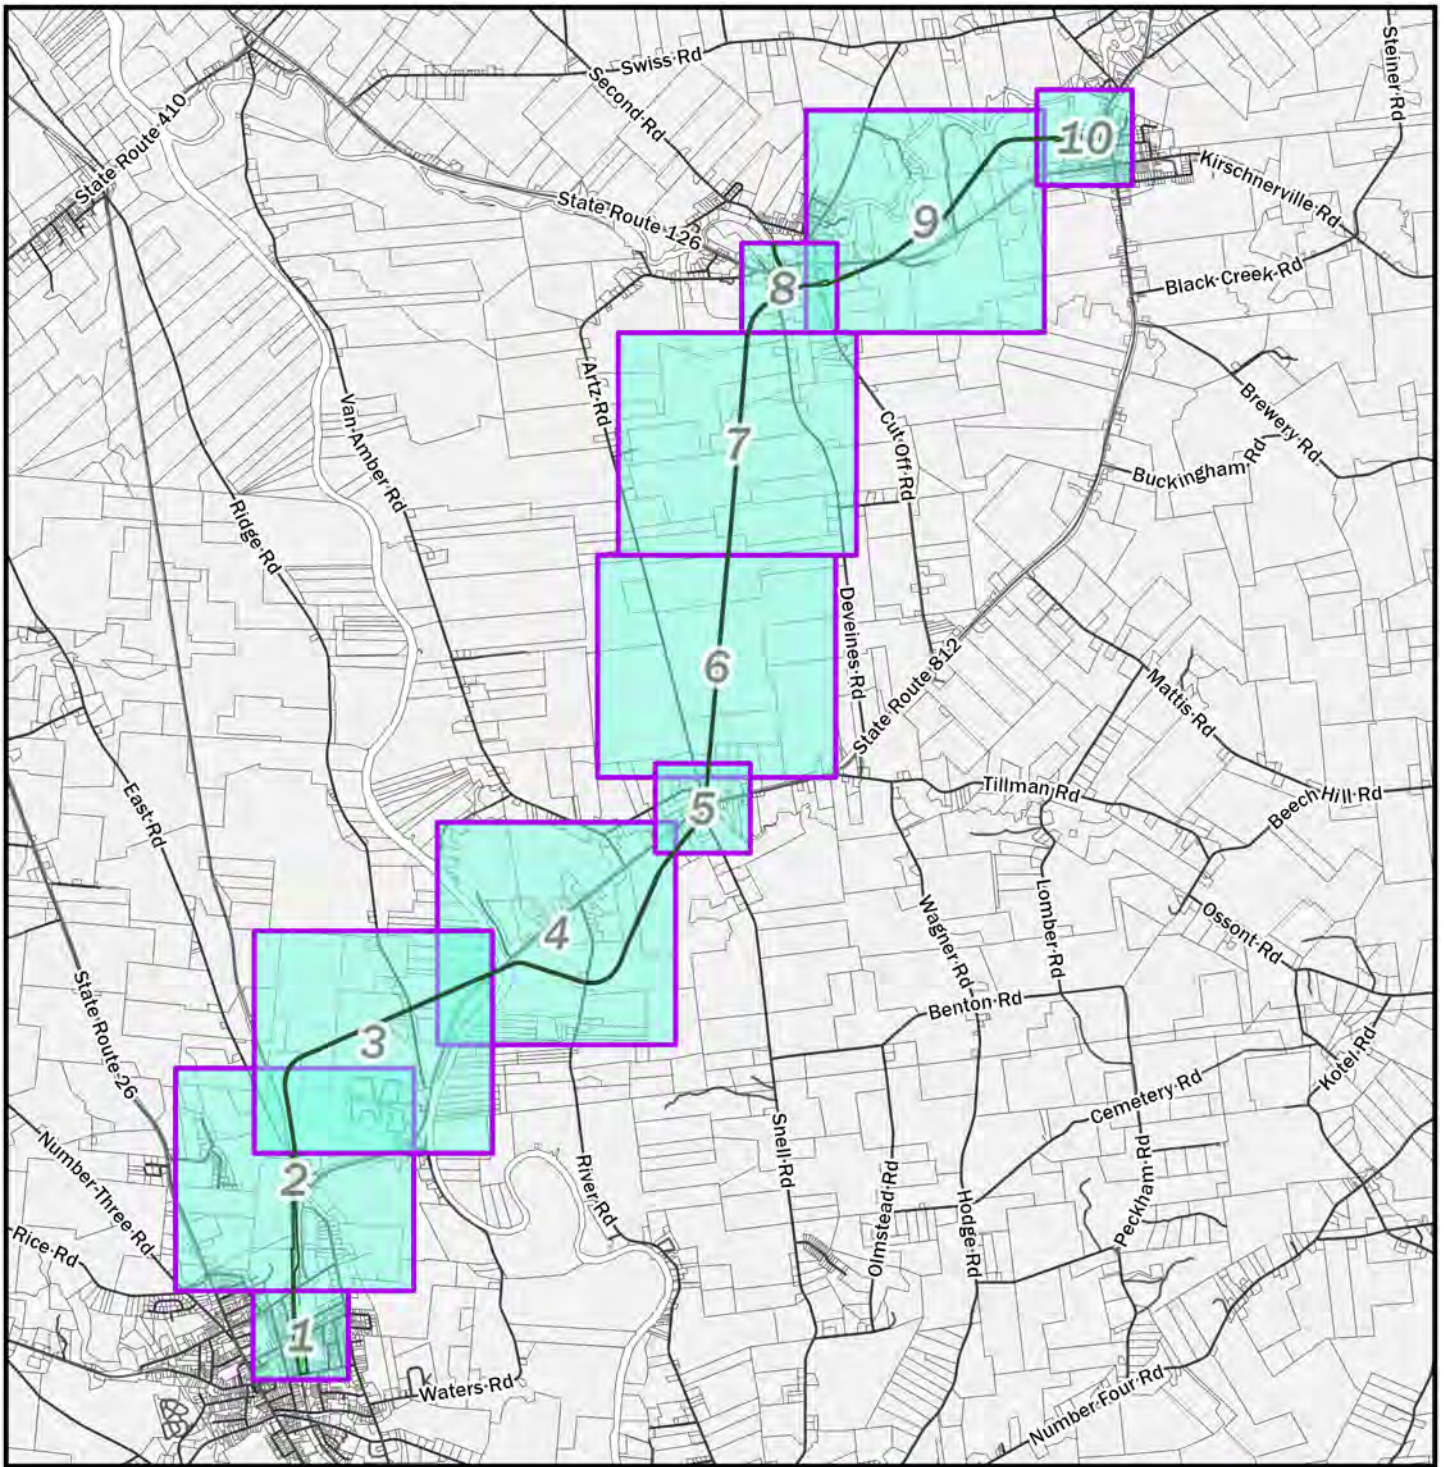 Swiss Rd
Second Rd
Steiner Rd
State Route 410
10
Kirschnerville Rd
State Route 126
9
Black Creek Rd
8
Artz Rd
Van Amber Rd
Cut Off Rd
Brewery Rd
7
Buckingham Rd
Ridge Rd
Deveines Rd
6
State Route 812
Mattis Rd
Tillman Rd
Beech Hill Rd
East Rd
5
Lomber Rd
Wagner Rd
Ossont Rd
4
State Route 26
Benton Rd
3
Kotel Rd
Cemetery Rd
Number Three Rd
Snell Rd
Peckham Rd
2
River Rd
Olmstead Rd
Hodge Rd
Rice Rd
1
Waters Rd
Number Four Rd